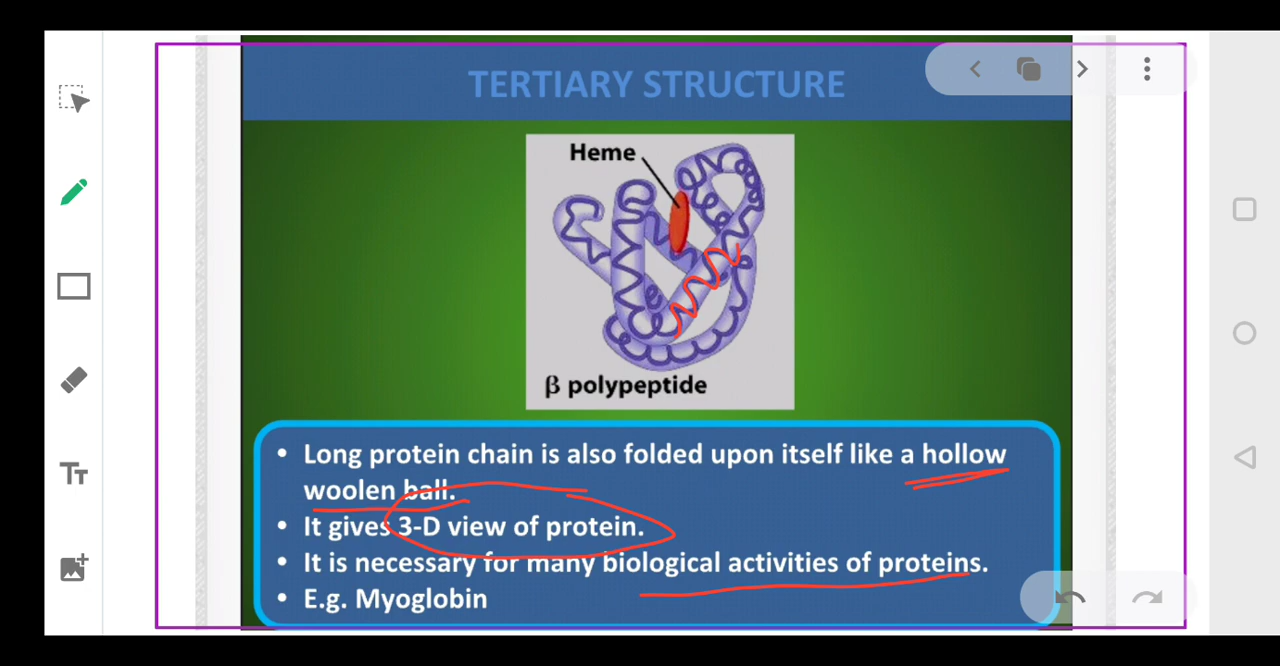 TERTIARY STRUCTURE
Heme
β polypeptide
• Long protein chain is also folded upon itself like a hollow
woolen ball.
• It gives 3-D view of protein.
• It is necessary for many biological activities of proteins.
• E.g. Myoglobin
TT